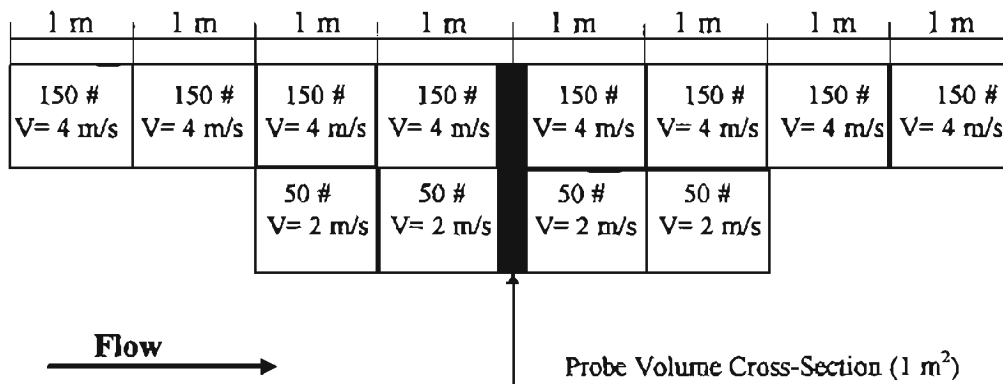 1 m 1 m 1 m 1 m 1 m 1 m 1 m 1 m
150 # 150 # 150 # 150 # 150 # 150 # 150 # 150 #
V= 4 m/s V= 4 m/s V= 4 m/s V= 4 m/s V= 4 m/s V= 4 m/s V= 4 m/s V= 4 m/s
50 # 50 # 50 # 50 #
V= 2 m/s V= 2 m/s V= 2 m/s V= 2 m/s
Flow
Probe Volume Cross-Section (1 m²)